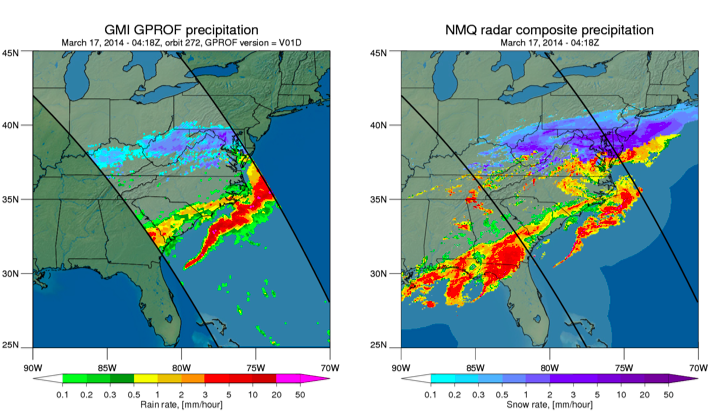 GMI GPROF precipitation
March 17, 2014 - 04:18Z, orbit 272, GPROF version = V01D
45N
40N
35N
30N
25N
90W 85W 80W 75W 70W
0.1 0.2 0.3 0.5 1 2 3 5 10 20 50
Rain rate, [mm/hour]
NMQ radar composite precipitation
March 17, 2014 - 04:18Z
45N
40N
35N
30N
25N
90W 85W 80W 75W 70W
0.1 0.2 0.3 0.5 1 2 3 5 10 20 50
Snow rate, [mm/hour]